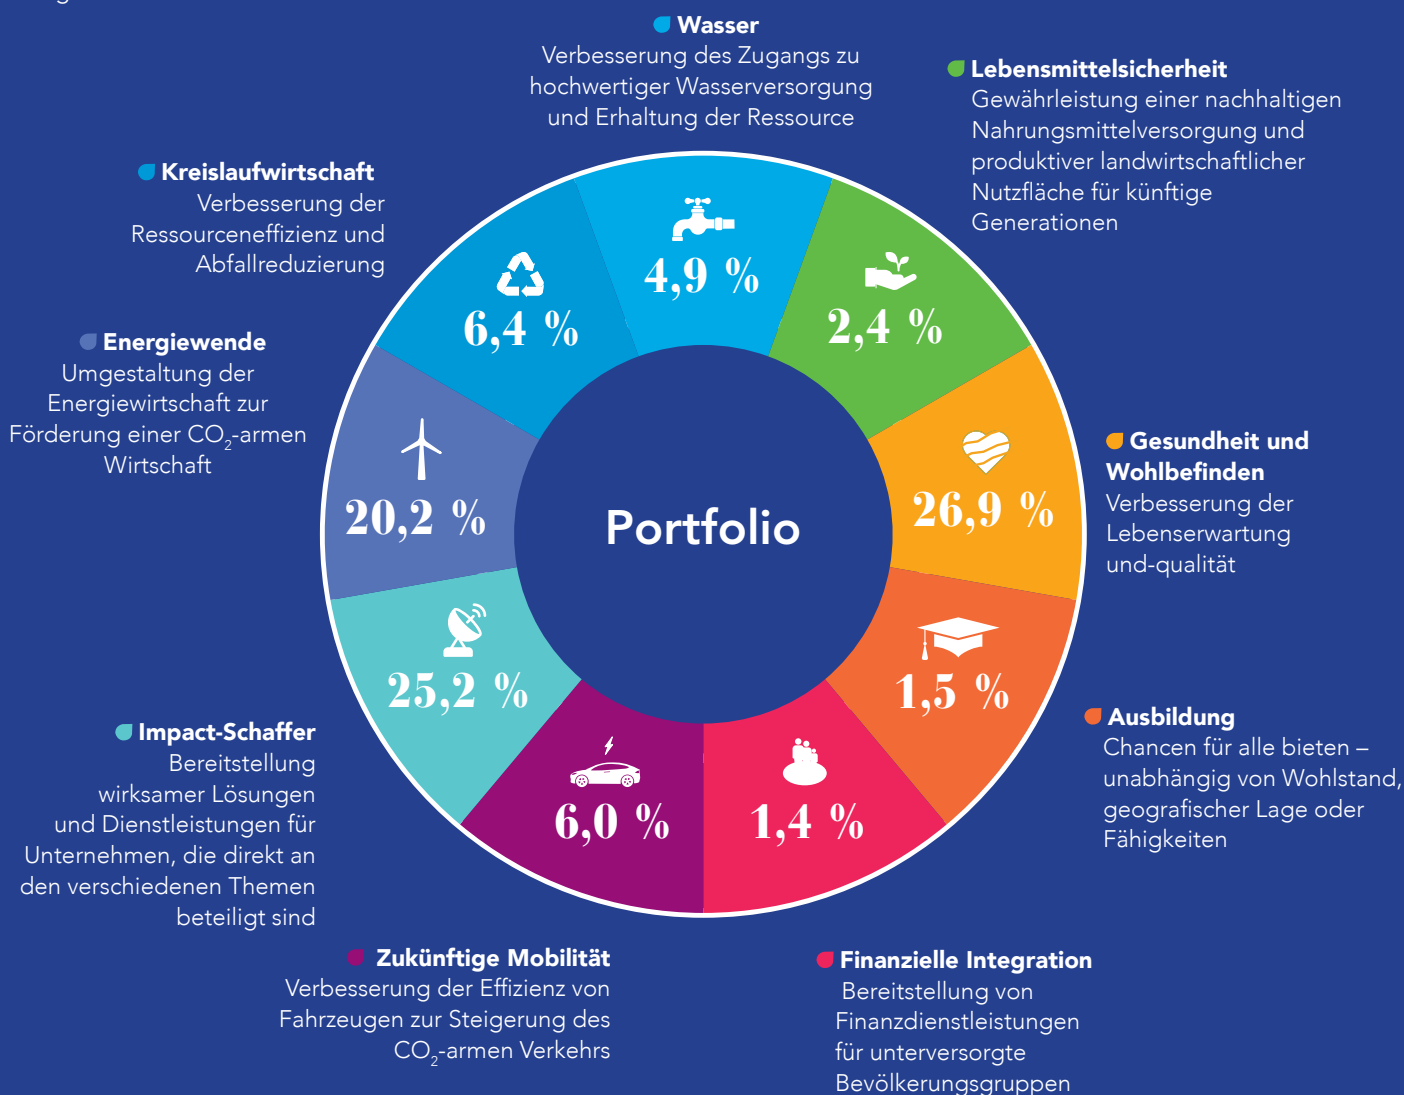 Wasser
Verbesserung des Zugangs zu
hochwertiger Wasserversorgung
und Erhaltung der Ressource
Lebensmittelsicherheit
Gewährleistung einer nachhaltigen
Nahrungsmittelversorgung und
produktiver landwirtschaftlicher
Nutzfläche für künftige
Generationen
Kreislaufwirtschaft
Verbesserung der
Ressourceneffizienz und
Abfallreduzierung
4,9 %
2,4 %
6,4 %
Energiewende
Umgestaltung der
Energiewirtschaft zur
Förderung einer CO₂-armen
Wirtschaft
20,2 %
Portfolio
26,9 %
Gesundheit und
Wohlbefinden
Verbesserung der
Lebenserwartung
und-qualität
25,2 %
1,5 %
Impact-Schaffer
Bereitstellung
wirksamer Lösungen
und Dienstleistungen für
Unternehmen, die direkt an
den verschiedenen Themen
beteiligt sind
6,0 %
1,4 %
Ausbildung
Chancen für alle bieten –
unabhängig von Wohlstand,
geografischer Lage oder
Fähigkeiten
Zukünftige Mobilität
Verbesserung der Effizienz von
Fahrzeugen zur Steigerung des
CO₂-armen Verkehrs
Finanzielle Integration
Bereitstellung von
Finanzdienstleistungen
für unterversorgte
Bevölkerungsgruppen